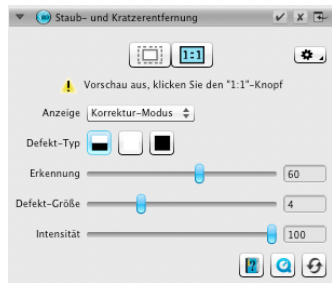 Staub- und Kratzerentfernung
1:1
Vorschau aus, klicken Sie den "1:1"-Knopf
Anzeige Korrektur-Modus
Defekt-Typ
Erkennung 60
Defekt-Größe 4
Intensität 100